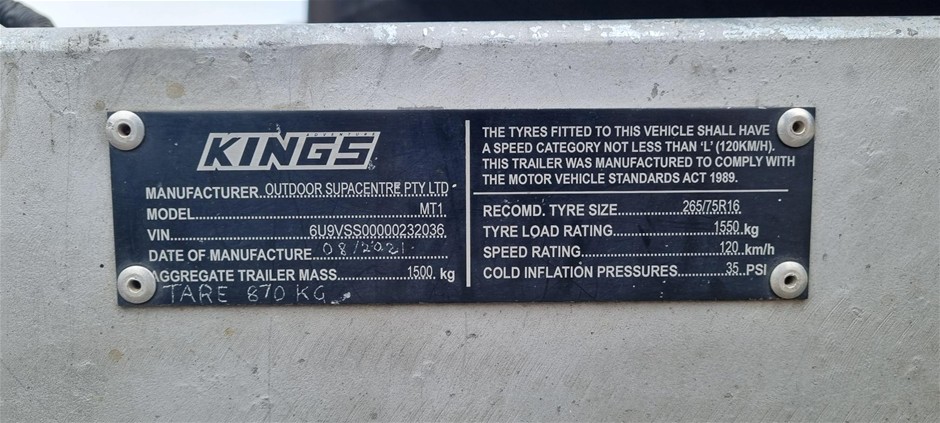 ADVENTURE
KINGS
MANUFACTURER OUTDOOR SUPACENTRE PTY LTD
MODEL MT1
VIN 6U9VSS00000232036
DATE OF MANUFACTURE 08/2021
AGGREGATE TRAILER MASS 1500 kg
TARE 870 KG
THE TYRES FITTED TO THIS VEHICLE SHALL HAVE
A SPEED CATEGORY NOT LESS THAN 'L' (120KM/H).
THIS TRAILER WAS MANUFACTURED TO COMPLY WITH
THE MOTOR VEHICLE STANDARDS ACT 1989.
RECOMD. TYRE SIZE 265/75R16
TYRE LOAD RATING 1550 kg
SPEED RATING 120 km/h
COLD INFLATION PRESSURES 35 PSI